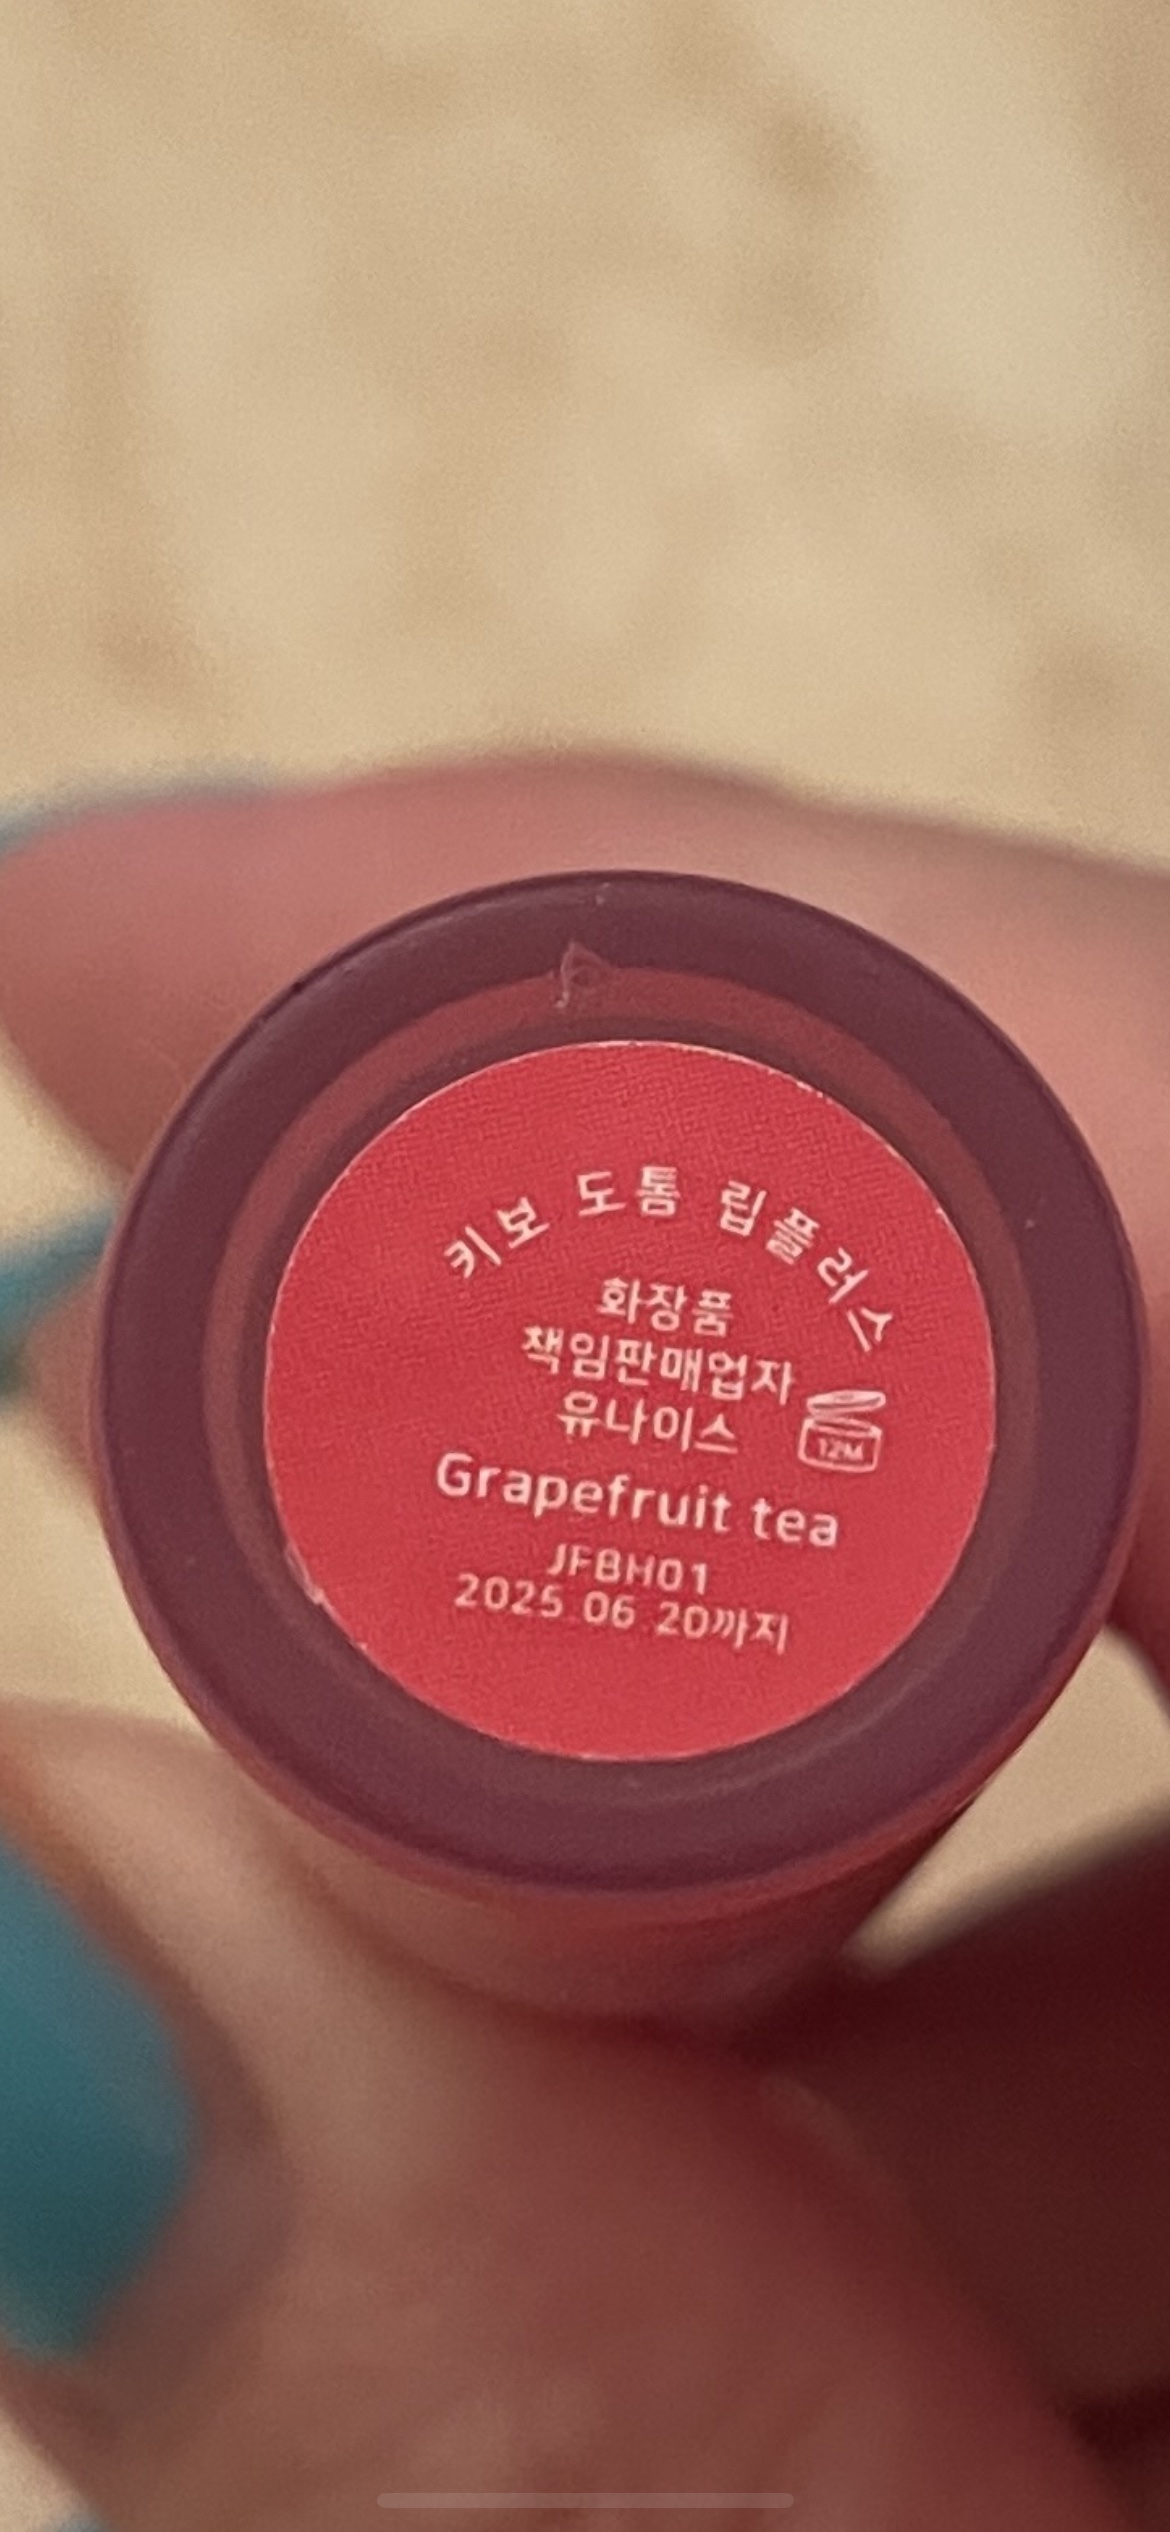 키보 도톰 립플러스
화장품
책임판매업자
유나이스
12M
Grapefruit tea
JFBH01
2025 06 20까지